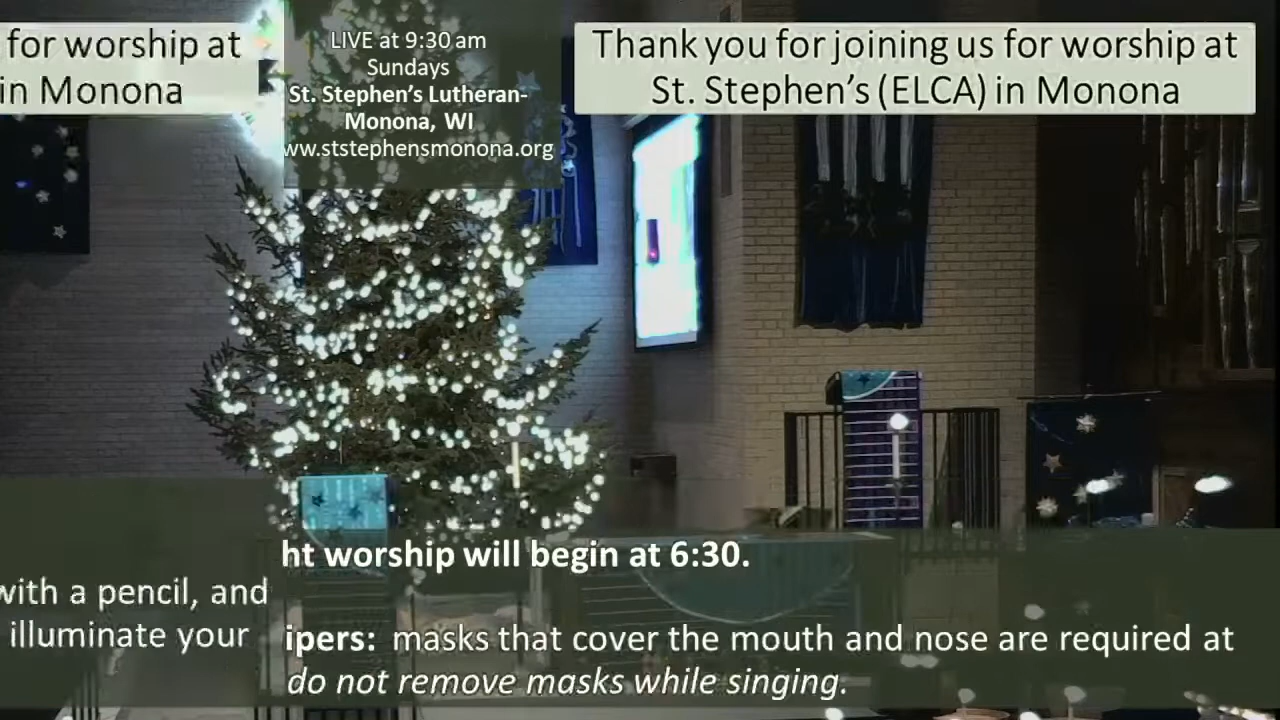 for worship at
in Monona
LIVE at 9:30 am
Sundays
St. Stephen's Lutheran-
Monona, WI
ww.ststephensmonona.org
Thank you for joining us for worship at
St. Stephen's (ELCA) in Monona
ht worship will begin at 6:30.
with a pencil, and
illuminate your
ipers: masks that cover the mouth and nose are required at
do not remove masks while singing.